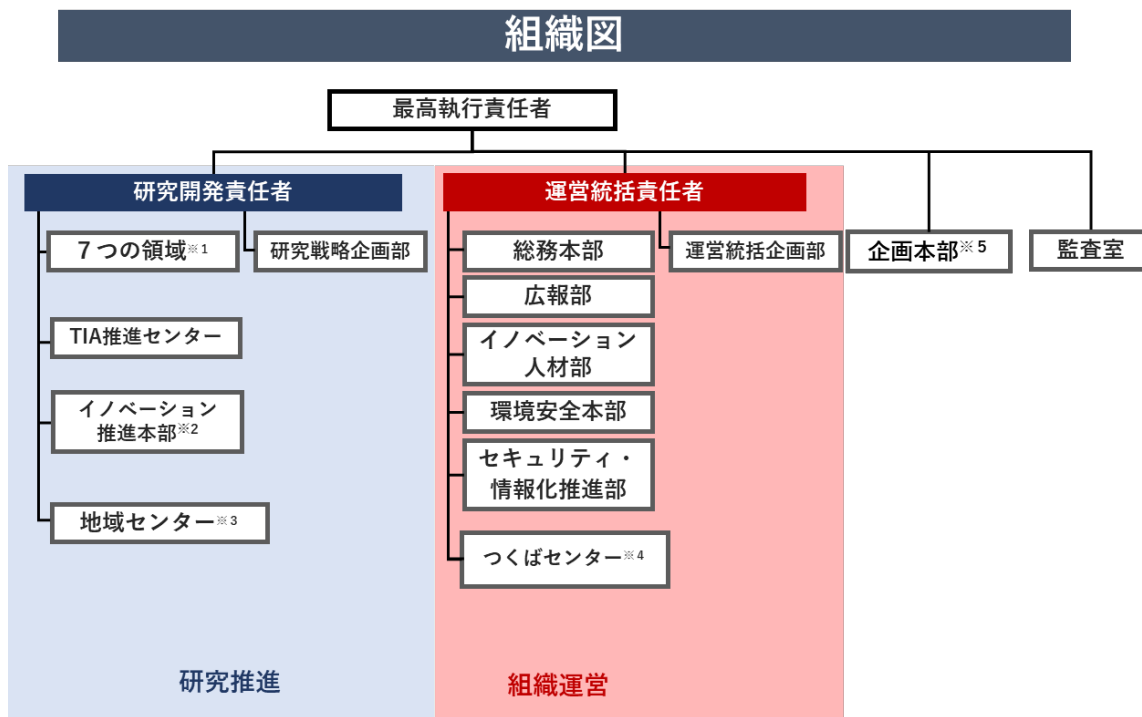 組織図
最高執行責任者
研究開発責任者
運営統括責任者
7つの領域※1
研究戦略企画部
総務本部
運営統括企画部
企画本部※5
監査室
広報部
TIA推進センター
イノベーション
人材部
イノベーション
推進本部※2
環境安全本部
セキュリティ・
情報化推進部
地域センター※3
つくばセンター※4
研究推進
組織運営